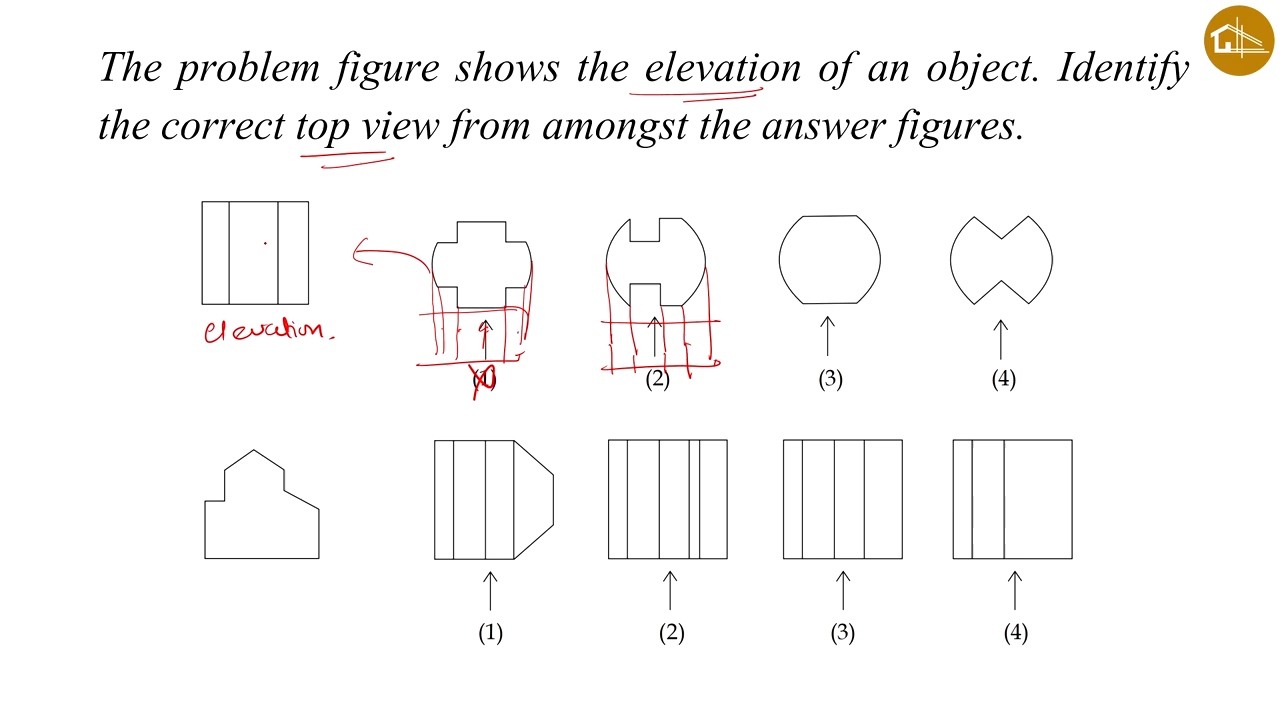 The problem figure shows the elevation of an object. Identify
the correct top view from amongst the answer figures.
elevation.
(1) (2) (3) (4)
(1) (2) (3) (4)